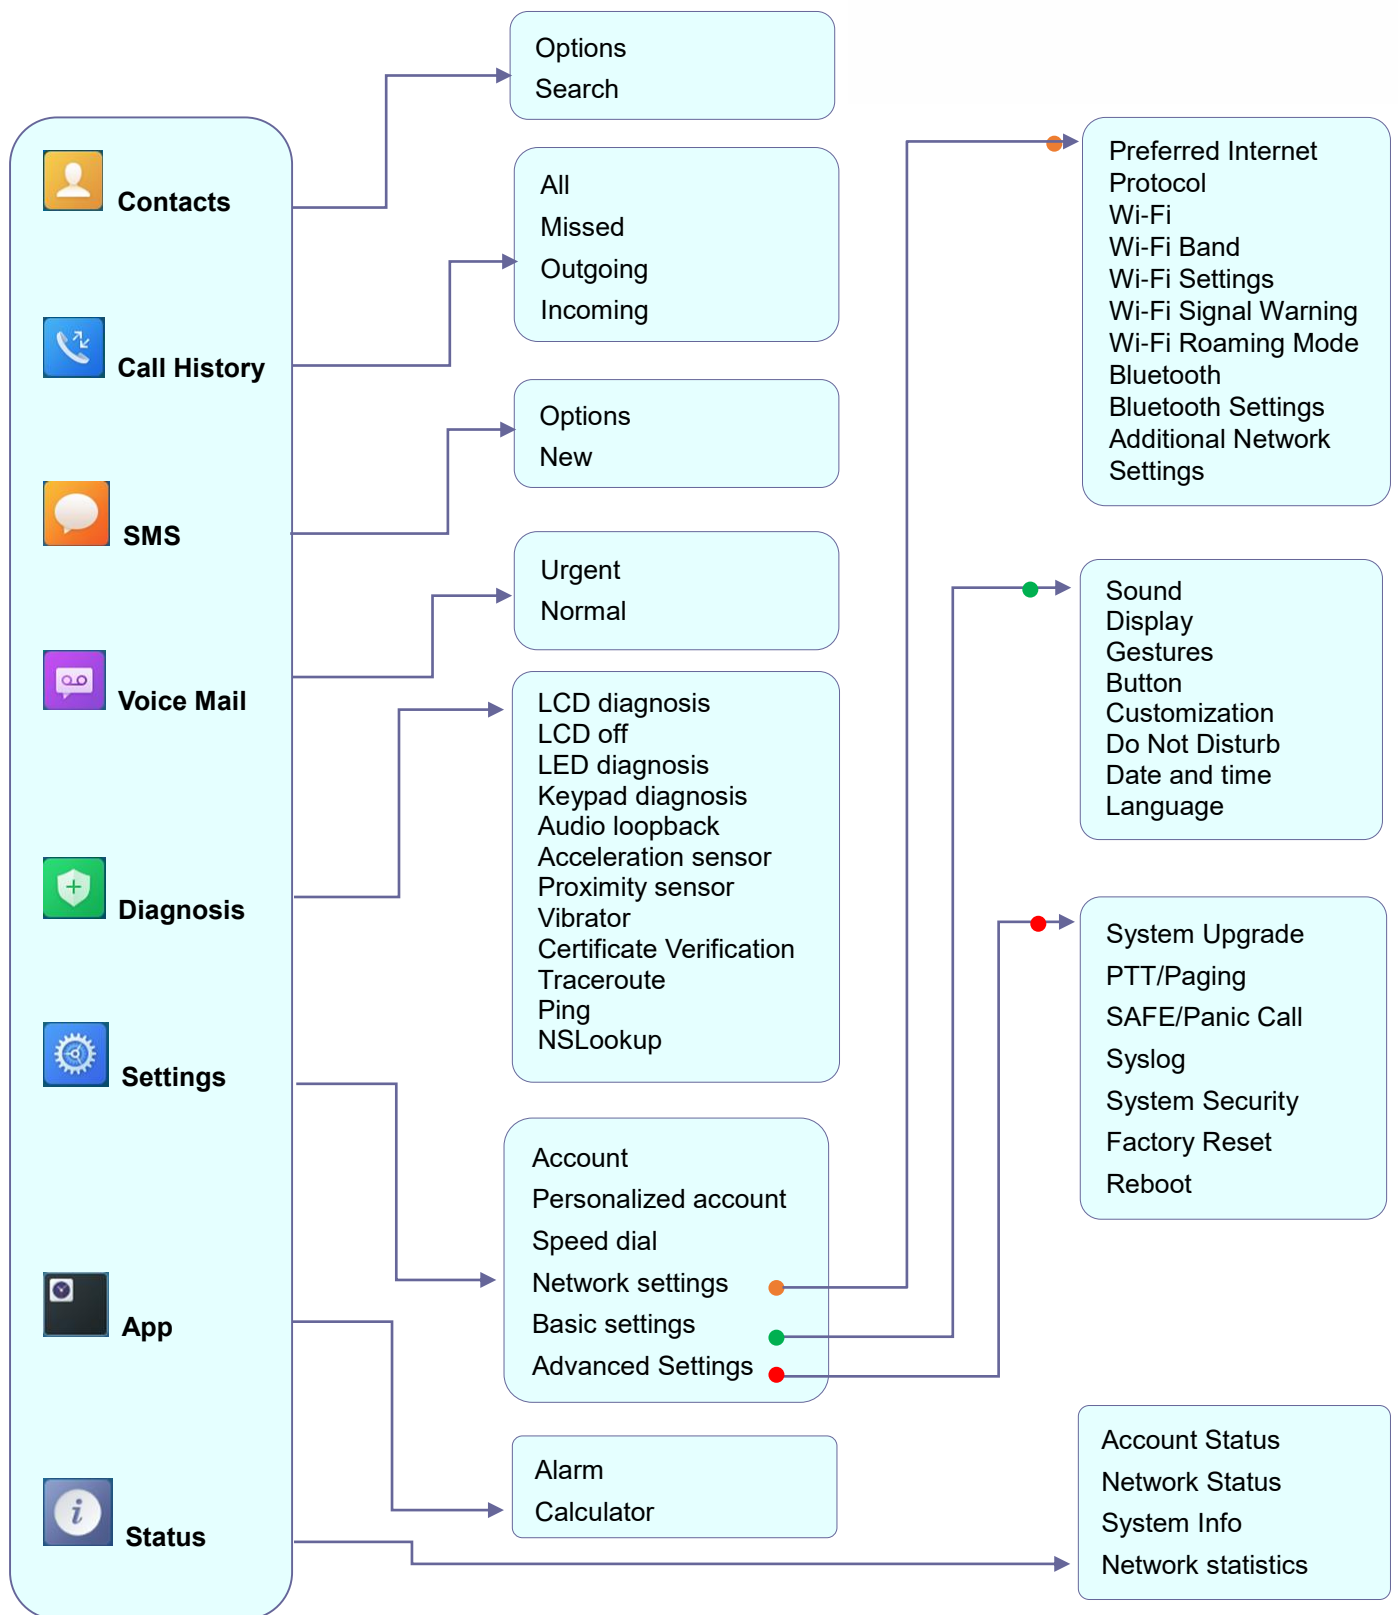 Contacts
Call History
SMS
Voice Mail
Diagnosis
Settings
App
Status
Options
Search
All
Missed
Outgoing
Incoming
Options
New
Urgent
Normal
LCD diagnosis
LCD off
LED diagnosis
Keypad diagnosis
Audio loopback
Acceleration sensor
Proximity sensor
Vibrator
Certificate Verification
Traceroute
Ping
NSLookup
Account
Personalized account
Speed dial
Network settings
Basic settings
Advanced Settings
Alarm
Calculator
Preferred Internet
Protocol
Wi-Fi
Wi-Fi Band
Wi-Fi Settings
Wi-Fi Signal Warning
Wi-Fi Roaming Mode
Bluetooth
Bluetooth Settings
Additional Network
Settings
Sound
Display
Gestures
Button
Customization
Do Not Disturb
Date and time
Language
System Upgrade
PTT/Paging
SAFE/Panic Call
Syslog
System Security
Factory Reset
Reboot
Account Status
Network Status
System Info
Network statistics